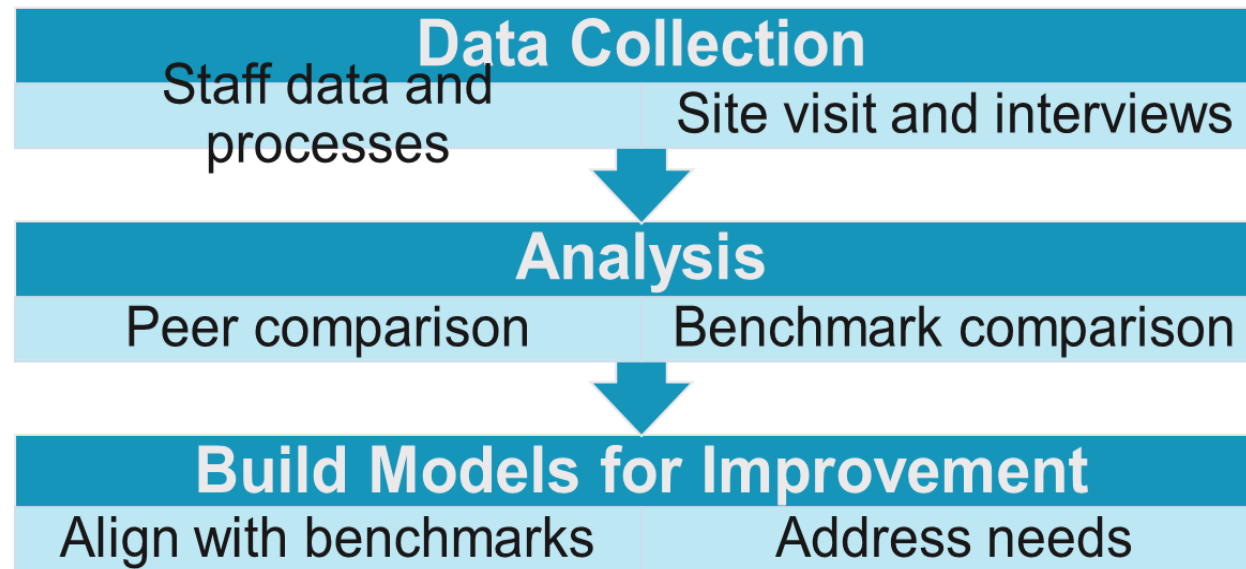 Data Collection
Staff data and
processes
Site visit and interviews
Analysis
Peer comparison
Benchmark comparison
Build Models for Improvement
Align with benchmarks
Address needs